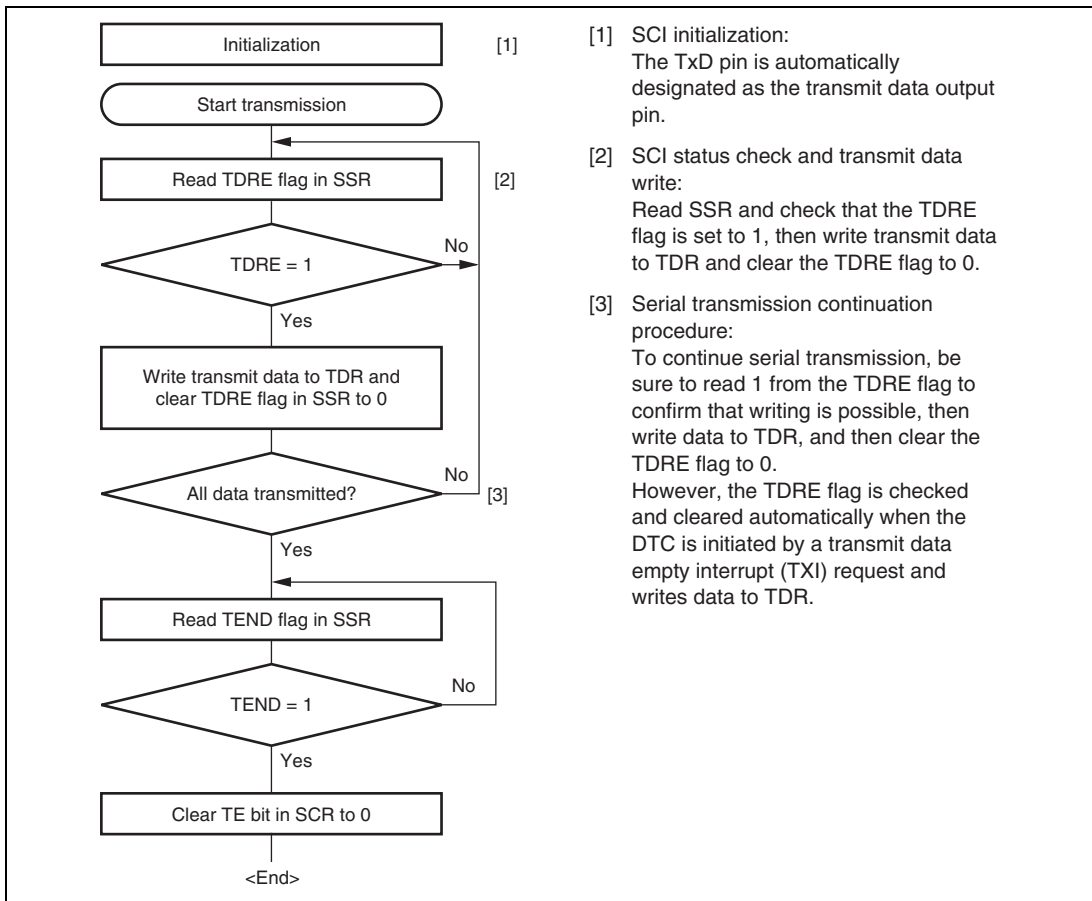 Initialization
[1]
Start transmission
Read TDRE flag in SSR
[2]
No
TDRE = 1
Yes
Write transmit data to TDR and
clear TDRE flag in SSR to 0
No
All data transmitted?
[3]
Yes
Read TEND flag in SSR
No
TEND = 1
Yes
Clear TE bit in SCR to 0
<End>
[1] SCI initialization:
The TxD pin is automatically
designated as the transmit data output
pin.
[2] SCI status check and transmit data
write:
Read SSR and check that the TDRE
flag is set to 1, then write transmit data
to TDR and clear the TDRE flag to 0.
[3] Serial transmission continuation
procedure:
To continue serial transmission, be
sure to read 1 from the TDRE flag to
confirm that writing is possible, then
write data to TDR, and then clear the
TDRE flag to 0.
However, the TDRE flag is checked
and cleared automatically when the
DTC is initiated by a transmit data
empty interrupt (TXI) request and
writes data to TDR.